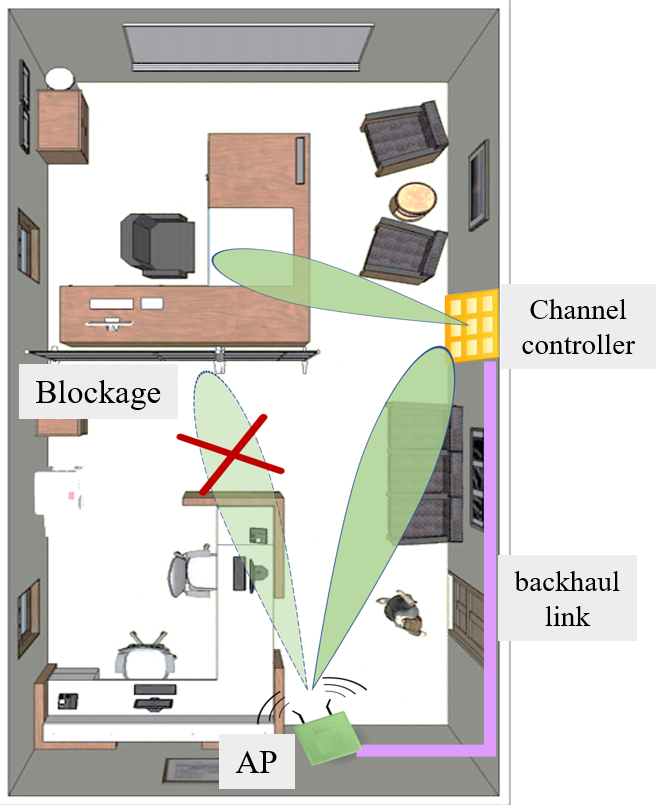 Channel
controller
Blockage
backhaul
link
AP